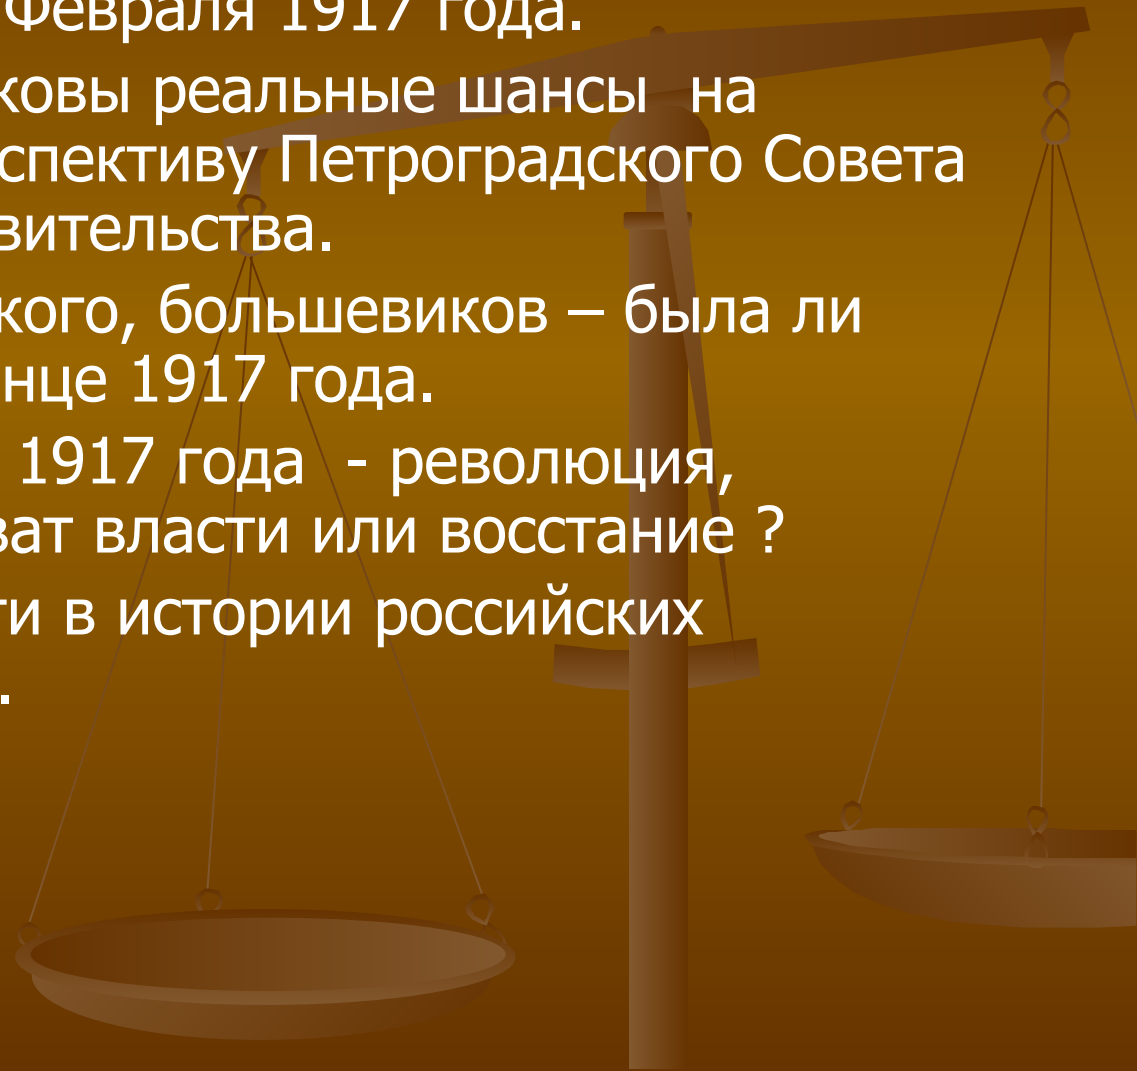 Февраля 1917 года.
ковы реальные шансы на
спективу Петроградского Совета
вительства.
кого, большевиков – была ли
нце 1917 года.
1917 года - революция,
ват власти или восстание ?
ти в истории российских
.